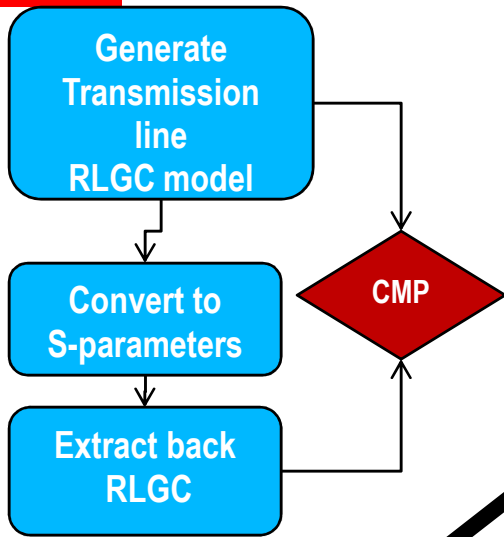 Generate
Transmission
line
RLGC model
CMP
Convert to
S-parameters
Extract back
RLGC